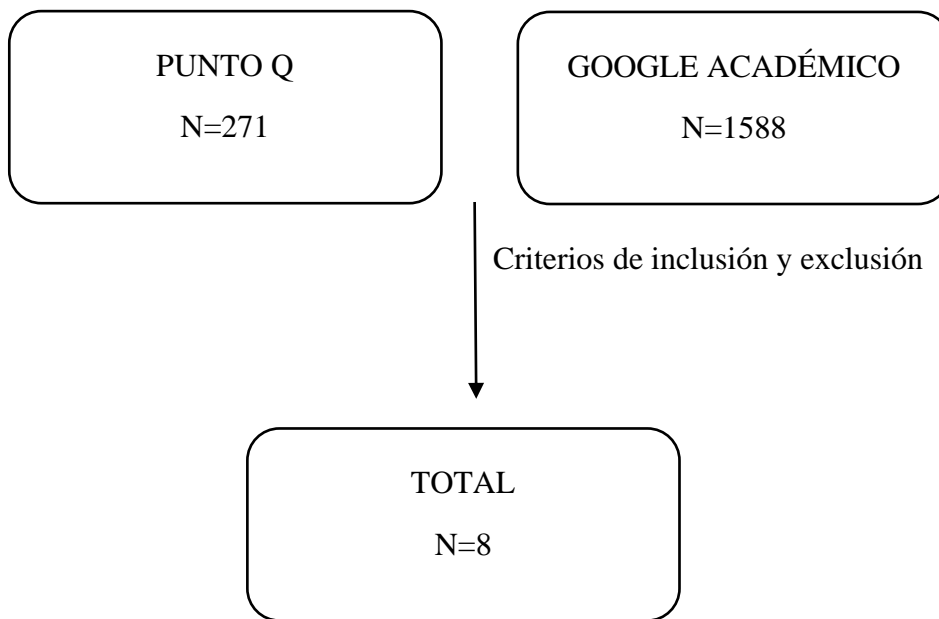 PUNTO Q
N=271
GOOGLE ACADÉMICO
N=1588
Criterios de inclusión y exclusión
TOTAL
N=8